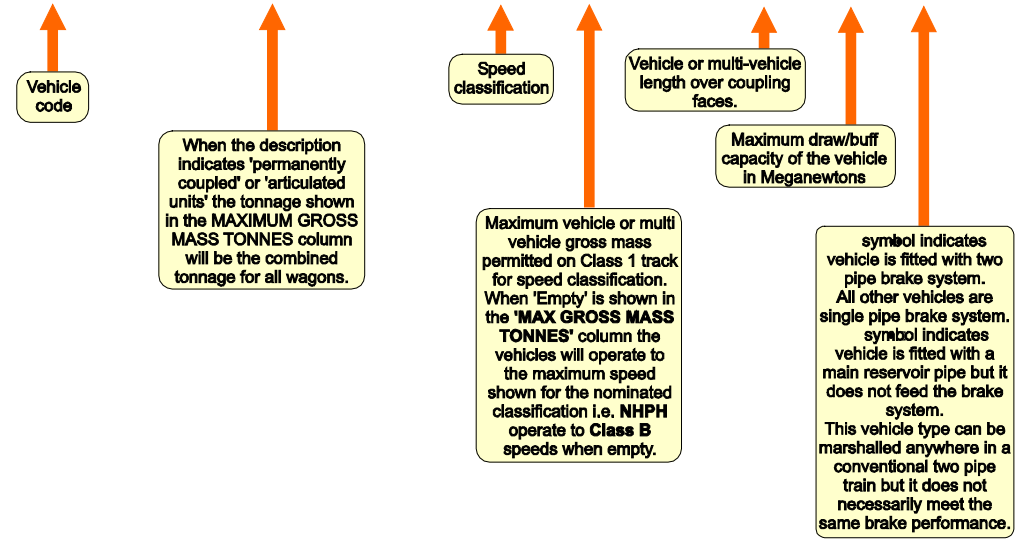 Vehicle
code
When the description
indicates 'permanently
coupled' or 'articulated
units' the tonnage shown
in the MAXIMUM GROSS
MASS TONNES column
will be the combined
tonnage for all wagons.
Speed
classification
Maximum vehicle or multi
vehicle gross mass
permitted on Class 1 track
for speed classification.
When 'Empty' is shown in
the 'MAX GROSS MASS
TONNES' column the
vehicles will operate to
the maximum speed
shown for the nominated
classification i.e. NHPH
operate to Class B
speeds when empty.
Vehicle or multi-vehicle
length over coupling
faces.
Maximum draw/buff
capacity of the vehicle
in Meganewtons
symbol indicates
vehicle is fitted with two
pipe brake system.
All other vehicles are
single pipe brake system.
symbol indicates
vehicle is fitted with a
main reservoir pipe but it
does not feed the brake
system.
This vehicle type can be
marshalled anywhere in a
conventional two pipe
train but it does not
necessarily meet the
same brake performance.